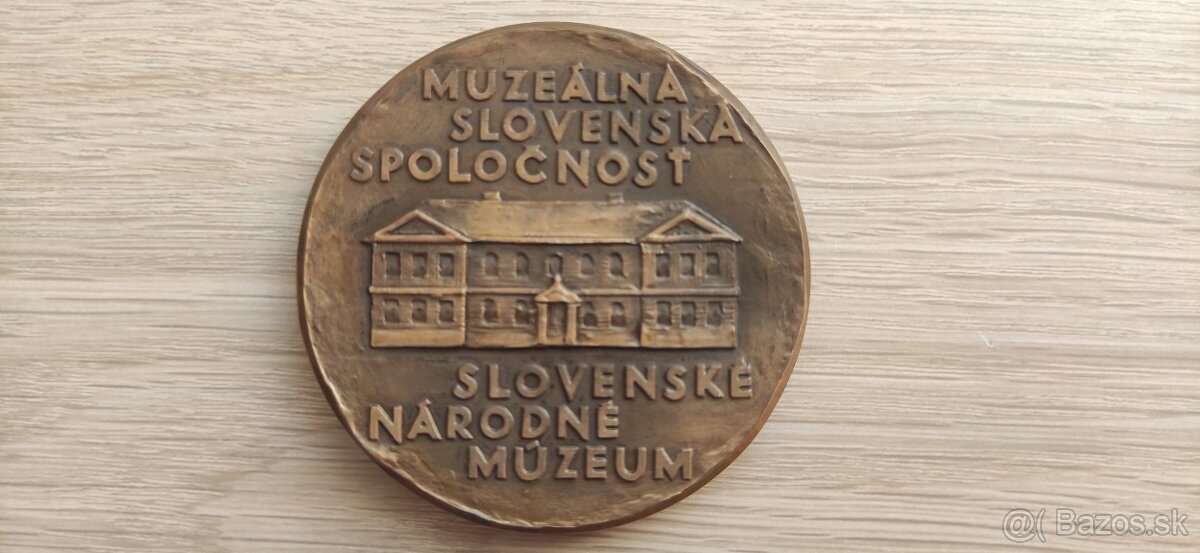 MUZEÁLNA
SLOVENSKÁ
SPOLOČNOSŤ
SLOVENSKÉ
NÁRODNÉ
MÚZEUM
@( Bazos.sk